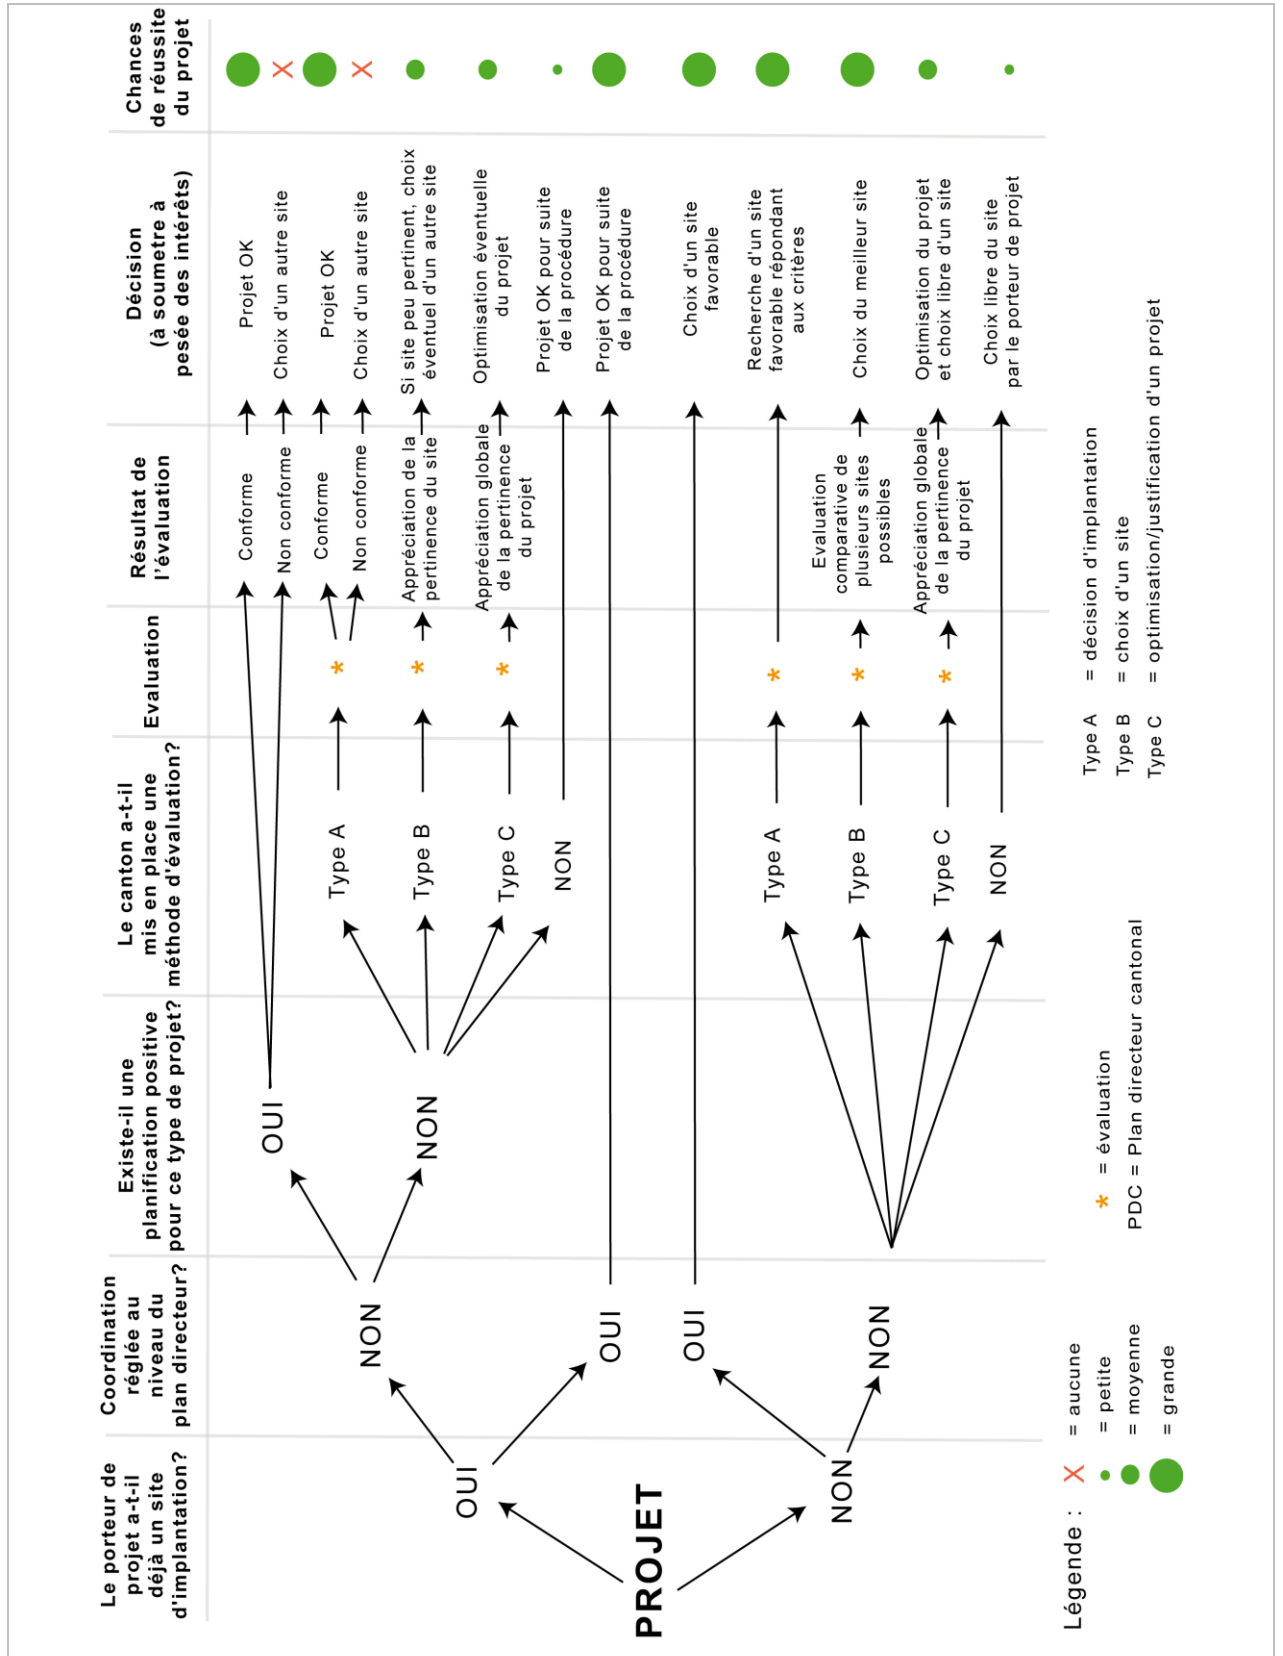 Le porteur de
projet a-t-il
déjà un site
d'implantation?
Coordination
réglée au
niveau du
plan directeur?
Existe-il une
planification positive
pour ce type de projet?
Le canton a-t-il
mis en place une
méthode d'évaluation?
Evaluation
Résultat de
l'évaluation
Décision
(à soumetre à
pesée des intérêts)
Chances
de réussite
du projet
PROJET
OUI
NON
NON
OUI
OUI
NON
OUI
NON
Type A
Type B
Type C
NON
Type A
Type B
Type C
NON
*
*
*
*
*
*
Conforme
Non conforme
Conforme
Non conforme
Appréciation de la
pertinence du site
Appréciation globale
de la pertinence
du projet
Evaluation
comparative de
plusieurs sites
possibles
Appréciation globale
de la pertinence
du projet
Projet OK
Choix d'un autre site
Projet OK
Choix d'un autre site
Si site peu pertinent, choix
éventuel d'un autre site
Optimisation éventuelle
du projet
Projet OK pour suite
de la procédure
Projet OK pour suite
de la procédure
Choix d'un site
favorable
Recherche d'un site
favorable répondant
aux critères
Choix du meilleur site
Optimisation du projet
et choix libre d'un site
Choix libre du site
par le porteur de projet
X
X
Légende :
X = aucune
= petite
= moyenne
= grande
* = évaluation
PDC = Plan directeur cantonal
Type A = décision d'implantation
Type B = choix d'un site
Type C = optimisation/justification d'un projet